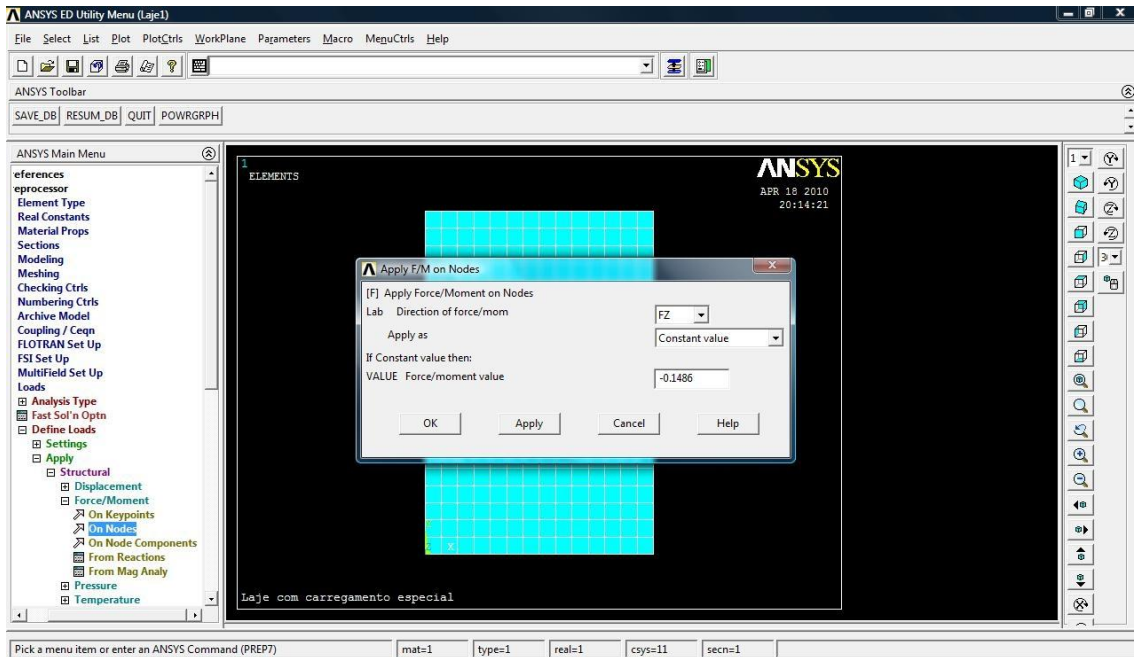 ANSYS ED Utility Menu (Laje1)
File Select List Plot PlotCtrls WorkPlane Parameters Macro MenuCtrls Help
ANSYS Toolbar
SAVE_DB RESUM_DB QUIT POWRGRPH
ANSYS Main Menu
eferences
eprocessor
Element Type
Real Constants
Material Props
Sections
Modeling
Meshing
Checking Ctrls
Numbering Ctrls
Archive Model
Coupling / Ceqn
FLOTRAN Set Up
FSI Set Up
MultiField Set Up
Loads
Analysis Type
Fast Sol'n Optn
Define Loads
Settings
Apply
Structural
Displacement
Force/Moment
On Keypoints
On Nodes
On Node Components
From Reactions
From Mag Analy
Pressure
Temperature
1
ELEMENTS
ANSYS
APR 18 2010
20:14:21
Apply F/M on Nodes
[F] Apply Force/Moment on Nodes
Lab Direction of force/mom FZ
Apply as Constant value
If Constant value then:
VALUE Force/moment value -0.1486
OK Apply Cancel Help
Z X
Laje com carregamento especial
1
Pick a menu item or enter an ANSYS Command (PREP7) mat=1 type=1 real=1 csys=11 secn=1